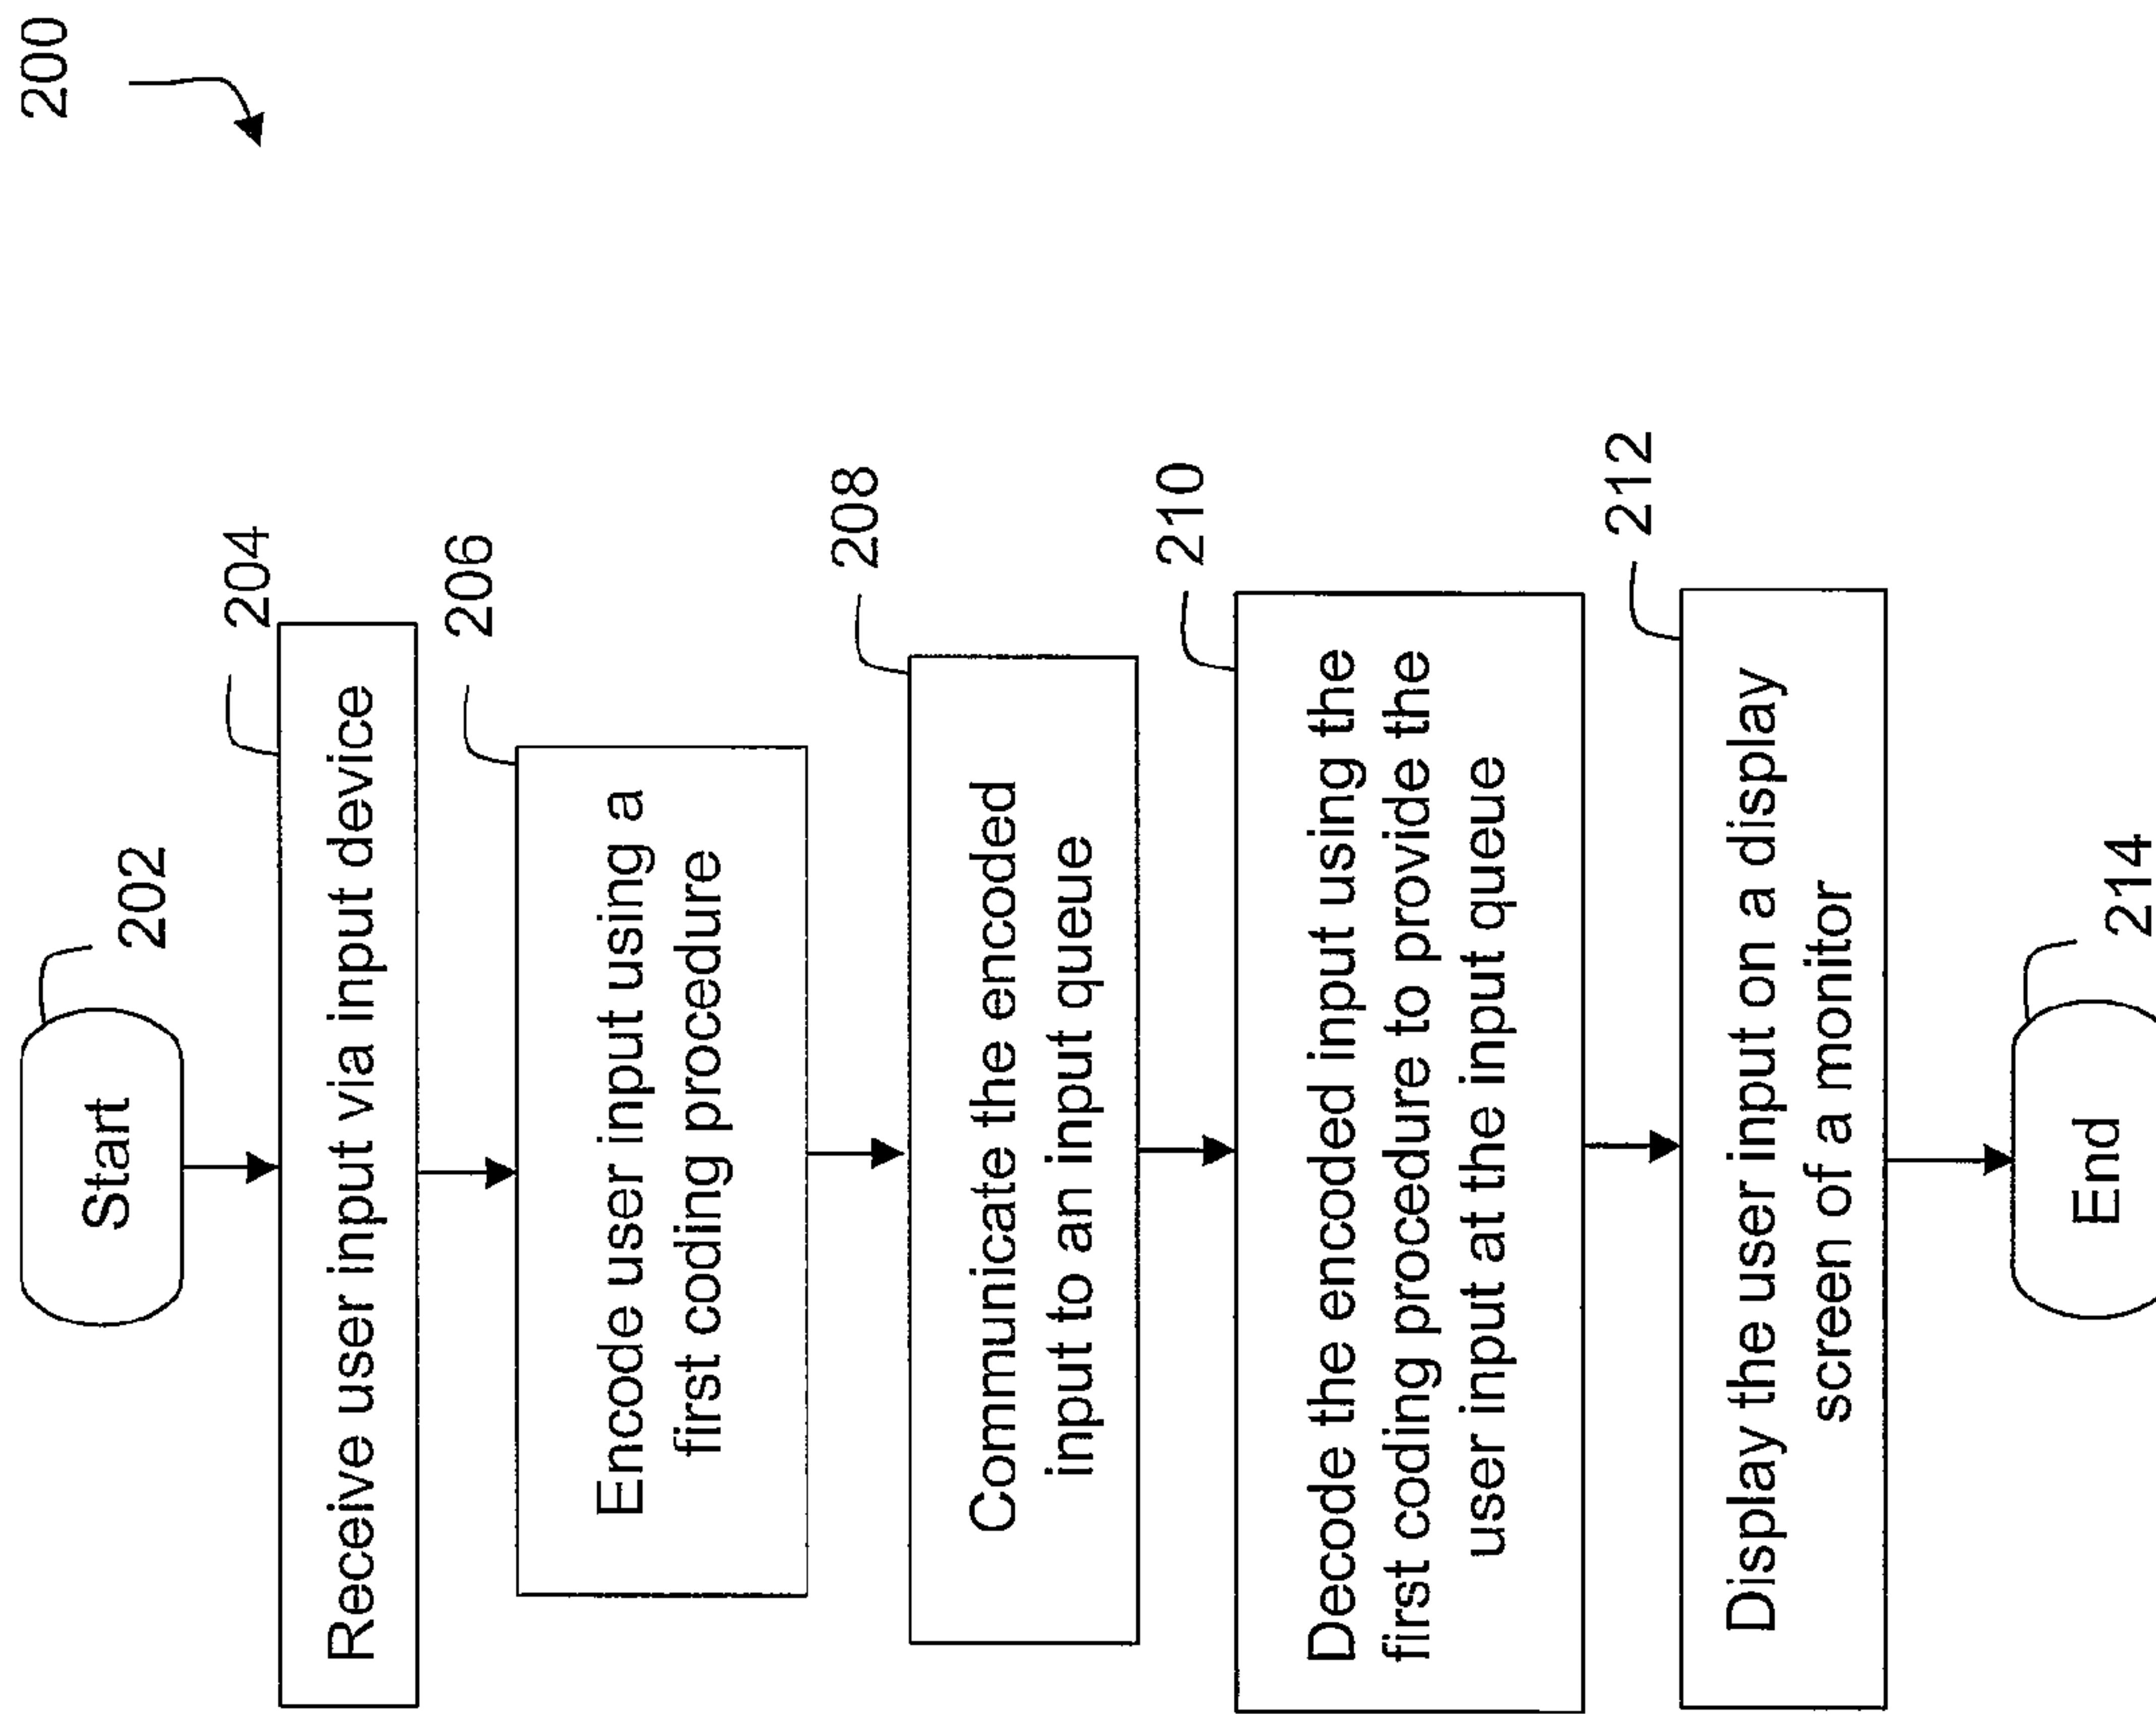 200
Start
202
Receive user input via input device
204
Encode user input using a
first coding procedure
206
Communicate the encoded
input to an input queue
208
Decode the encoded input using the
first coding procedure to provide the
user input at the input queue
210
Display the user input on a display
screen of a monitor
212
End
214